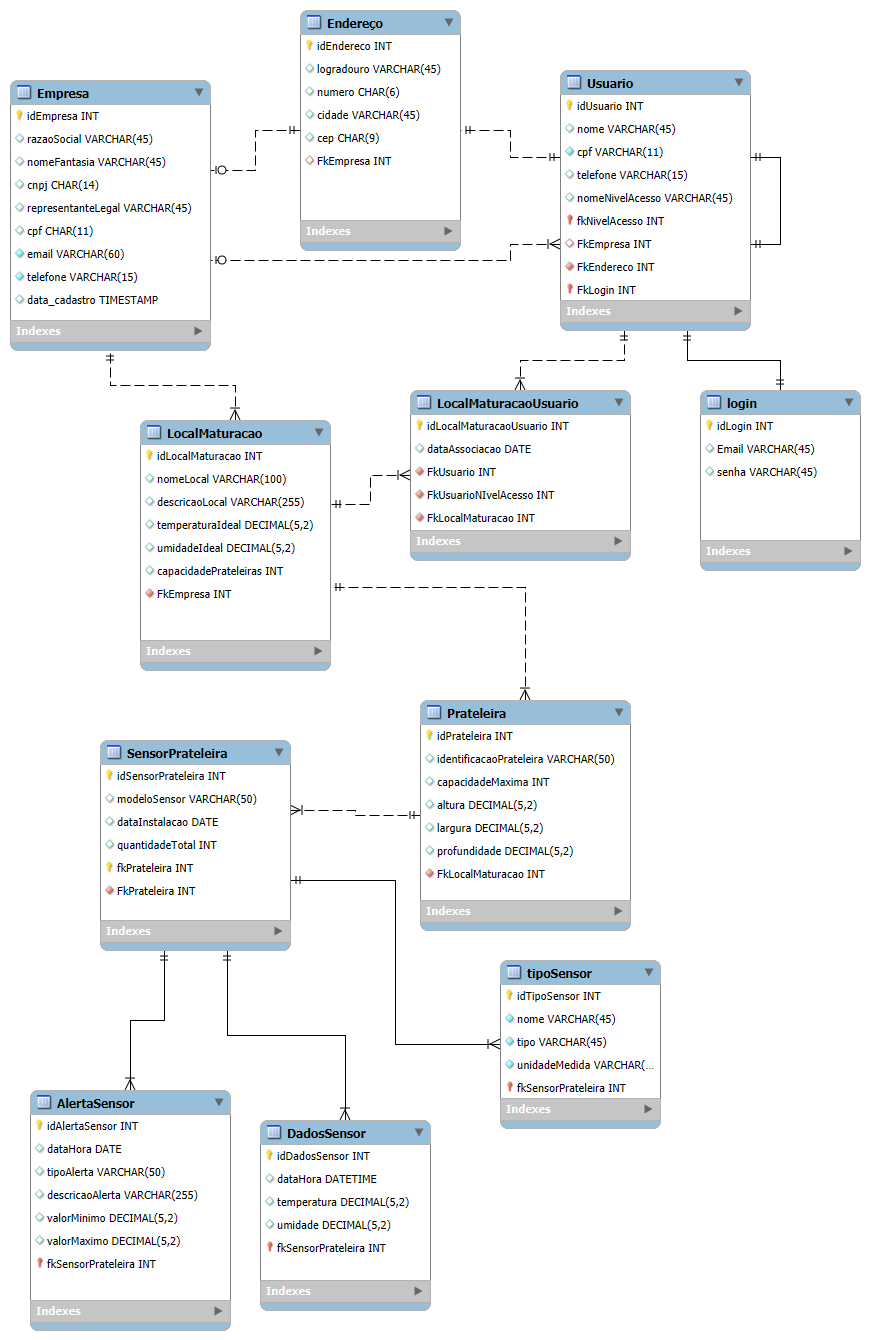 Endereço
idEndereco INT
logradouro VARCHAR(45)
numero CHAR(6)
cidade VARCHAR(45)
cep CHAR(9)
FkEmpresa INT
Indexes
Empresa
idEmpresa INT
razaoSocial VARCHAR(45)
nomeFantasia VARCHAR(45)
cnpj CHAR(14)
representanteLegal VARCHAR(45)
cpf CHAR(11)
email VARCHAR(60)
telefone VARCHAR(15)
data_cadastro TIMESTAMP
Indexes
Usuario
idUsuario INT
nome VARCHAR(45)
cpf VARCHAR(11)
telefone VARCHAR(15)
nomeNivelAcesso VARCHAR(45)
fkNivelAcesso INT
FkEmpresa INT
FkEndereco INT
FkLogin INT
Indexes
LocalMaturacaoUsuario
idLocalMaturacaoUsuario INT
dataAssociacao DATE
FkUsuario INT
FkUsuarioNIvelAcesso INT
FkLocalMaturacao INT
Indexes
login
idLogin INT
Email VARCHAR(45)
senha VARCHAR(45)
Indexes
LocalMaturacao
idLocalMaturacao INT
nomeLocal VARCHAR(100)
descricaoLocal VARCHAR(255)
temperaturaIdeal DECIMAL(5,2)
umidadeIdeal DECIMAL(5,2)
capacidadePrateleiras INT
FkEmpresa INT
Indexes
Prateleira
idPrateleira INT
identificacaoPrateleira VARCHAR(50)
capacidadeMaxima INT
altura DECIMAL(5,2)
largura DECIMAL(5,2)
profundidade DECIMAL(5,2)
FkLocalMaturacao INT
Indexes
SensorPrateleira
idSensorPrateleira INT
modeloSensor VARCHAR(50)
dataInstalacao DATE
quantidadeTotal INT
fkPrateleira INT
FkPrateleira INT
Indexes
tipoSensor
idTipoSensor INT
nome VARCHAR(45)
tipo VARCHAR(45)
unidadeMedida VARCHAR(...
fkSensorPrateleira INT
Indexes
AlertaSensor
idAlertaSensor INT
dataHora DATE
tipoAlerta VARCHAR(50)
descricaoAlerta VARCHAR(255)
valorMinimo DECIMAL(5,2)
valorMaximo DECIMAL(5,2)
fkSensorPrateleira INT
Indexes
DadosSensor
idDadosSensor INT
dataHora DATETIME
temperatura DECIMAL(5,2)
umidade DECIMAL(5,2)
fkSensorPrateleira INT
Indexes